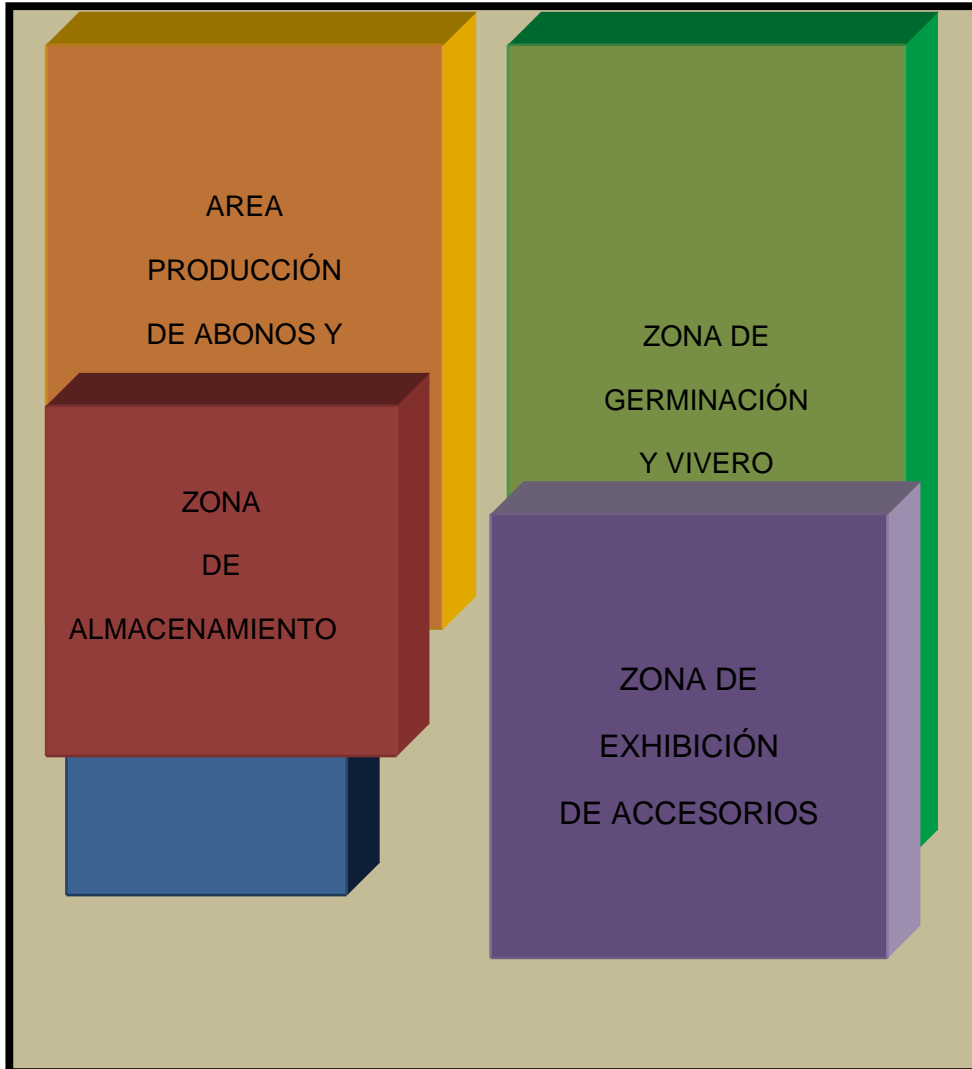 AREA
PRODUCCIÓN
DE ABONOS Y
ZONA
DE
ALMACENAMIENTO
ZONA DE
GERMINACIÓN
Y VIVERO
ZONA DE
EXHIBICIÓN
DE ACCESORIOS